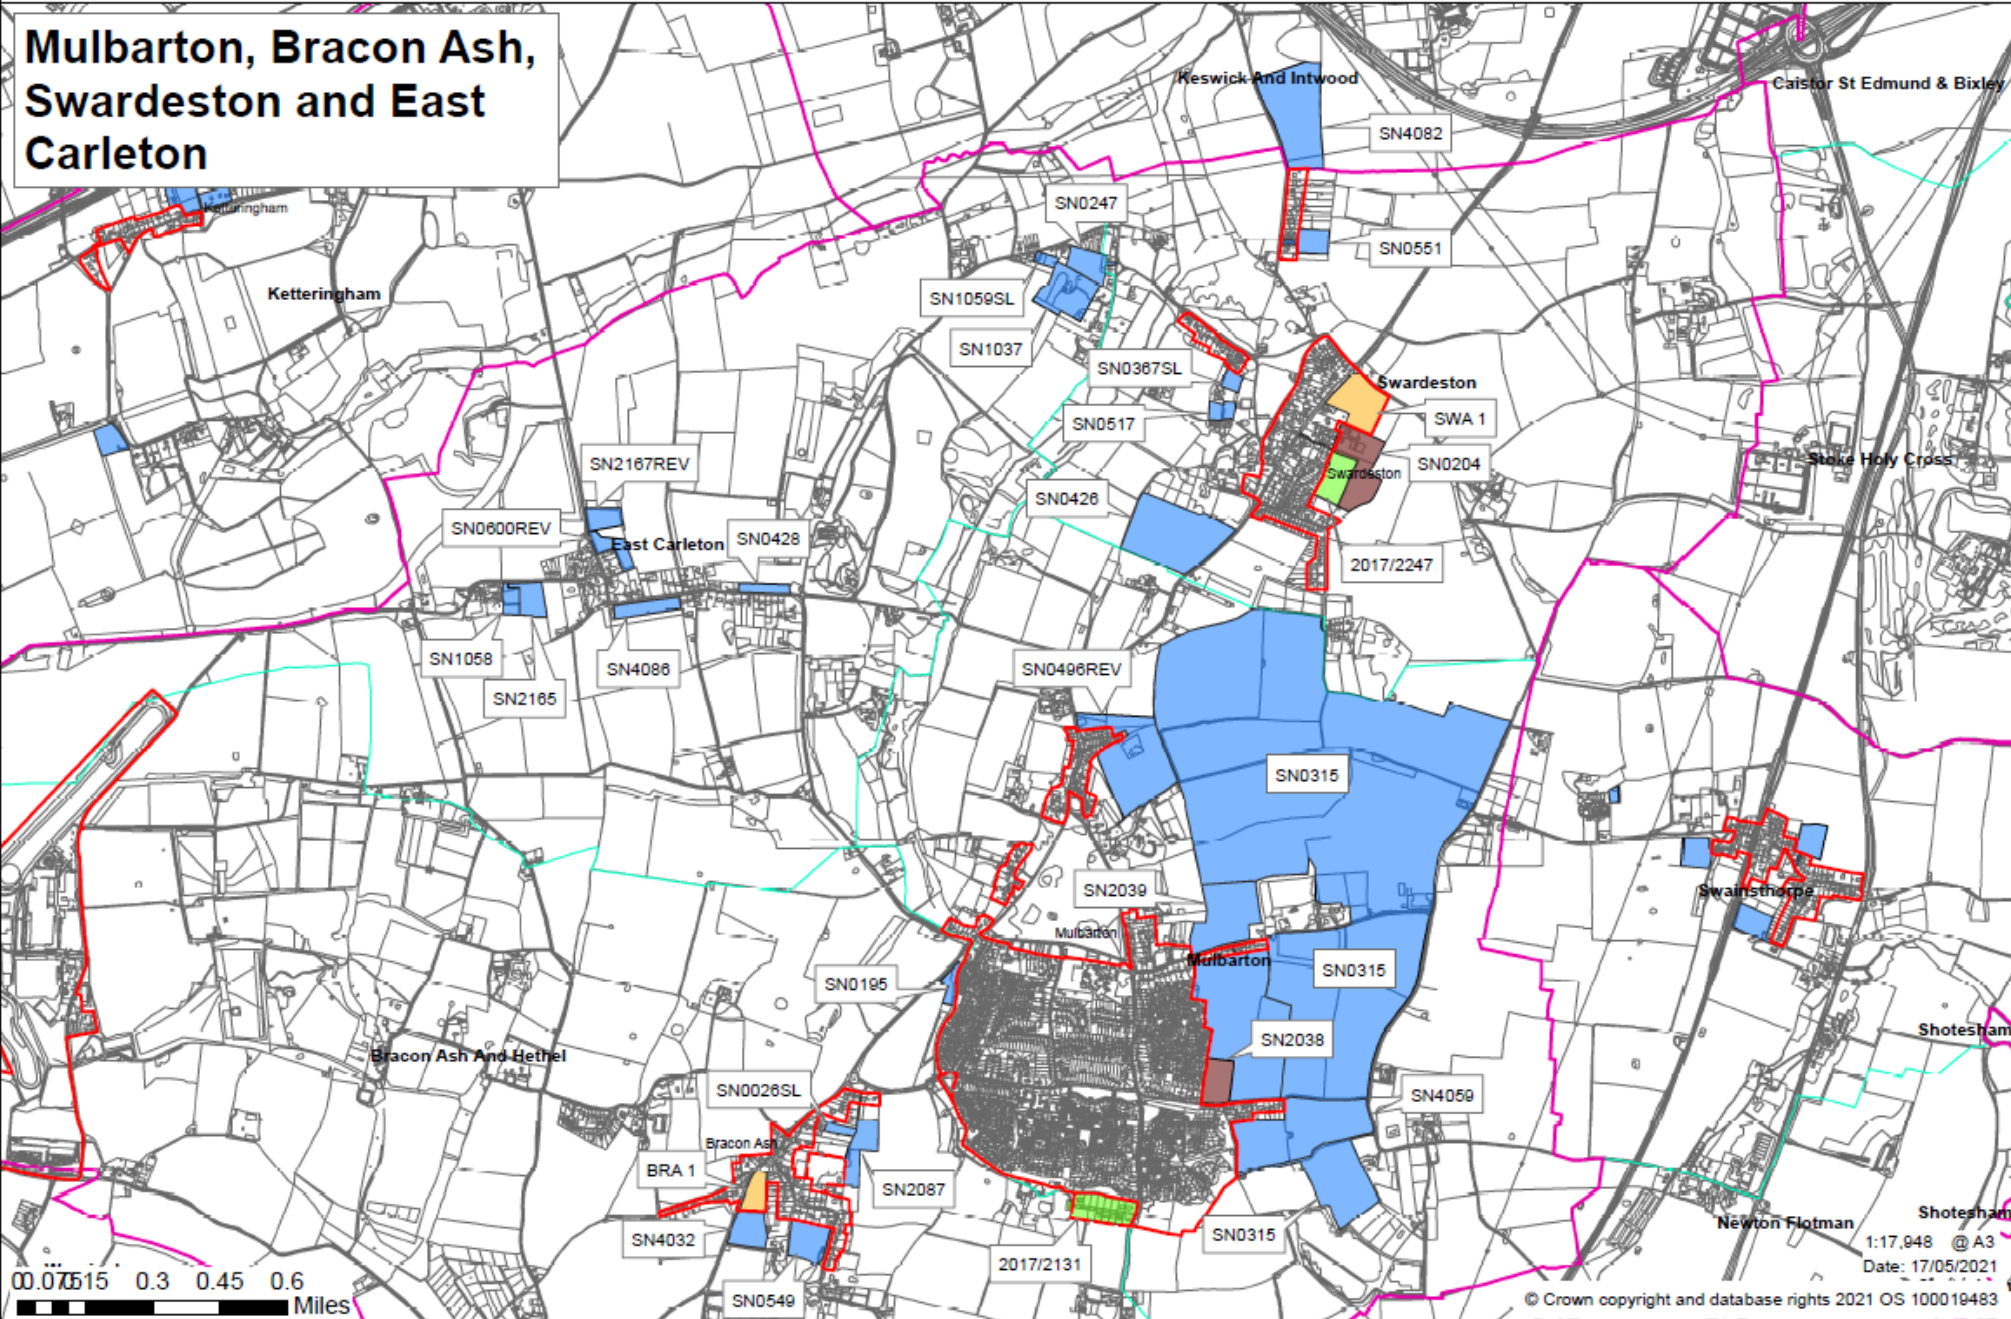 Mulbarton, Bracon Ash,
Swardeston and East
Carleton
Keswick And Intwood
Caistor St Edmund & Bixley
SN4082
Ketteringham
SN0247
SN0551
Ketteringham
SN1059SL
SN1037
SN0367SL
Swardeston
SWA 1
SN0517
Stoke Holy Cross
SN2167REV
SN0204
Swardeston
SN0426
SN0600REV
East Carleton
SN0428
2017/2247
SN1058
SN4086
SN0496REV
SN2165
SN0315
SN2039
Swainsthorpe
Mulbarton
Mulbarton
SN0315
SN0195
Shotesham
SN2038
Bracon Ash And Hethel
SN0026SL
SN4059
Bracon Ash
BRA 1
SN2087
Shotesham
Newton Flotman
SN4032
SN0315
1:17,948 @ A3
2017/2131
Date: 17/05/2021
0.3 0.45 0.6
Miles
SN0549
© Crown copyright and database rights 2021 OS 100019483